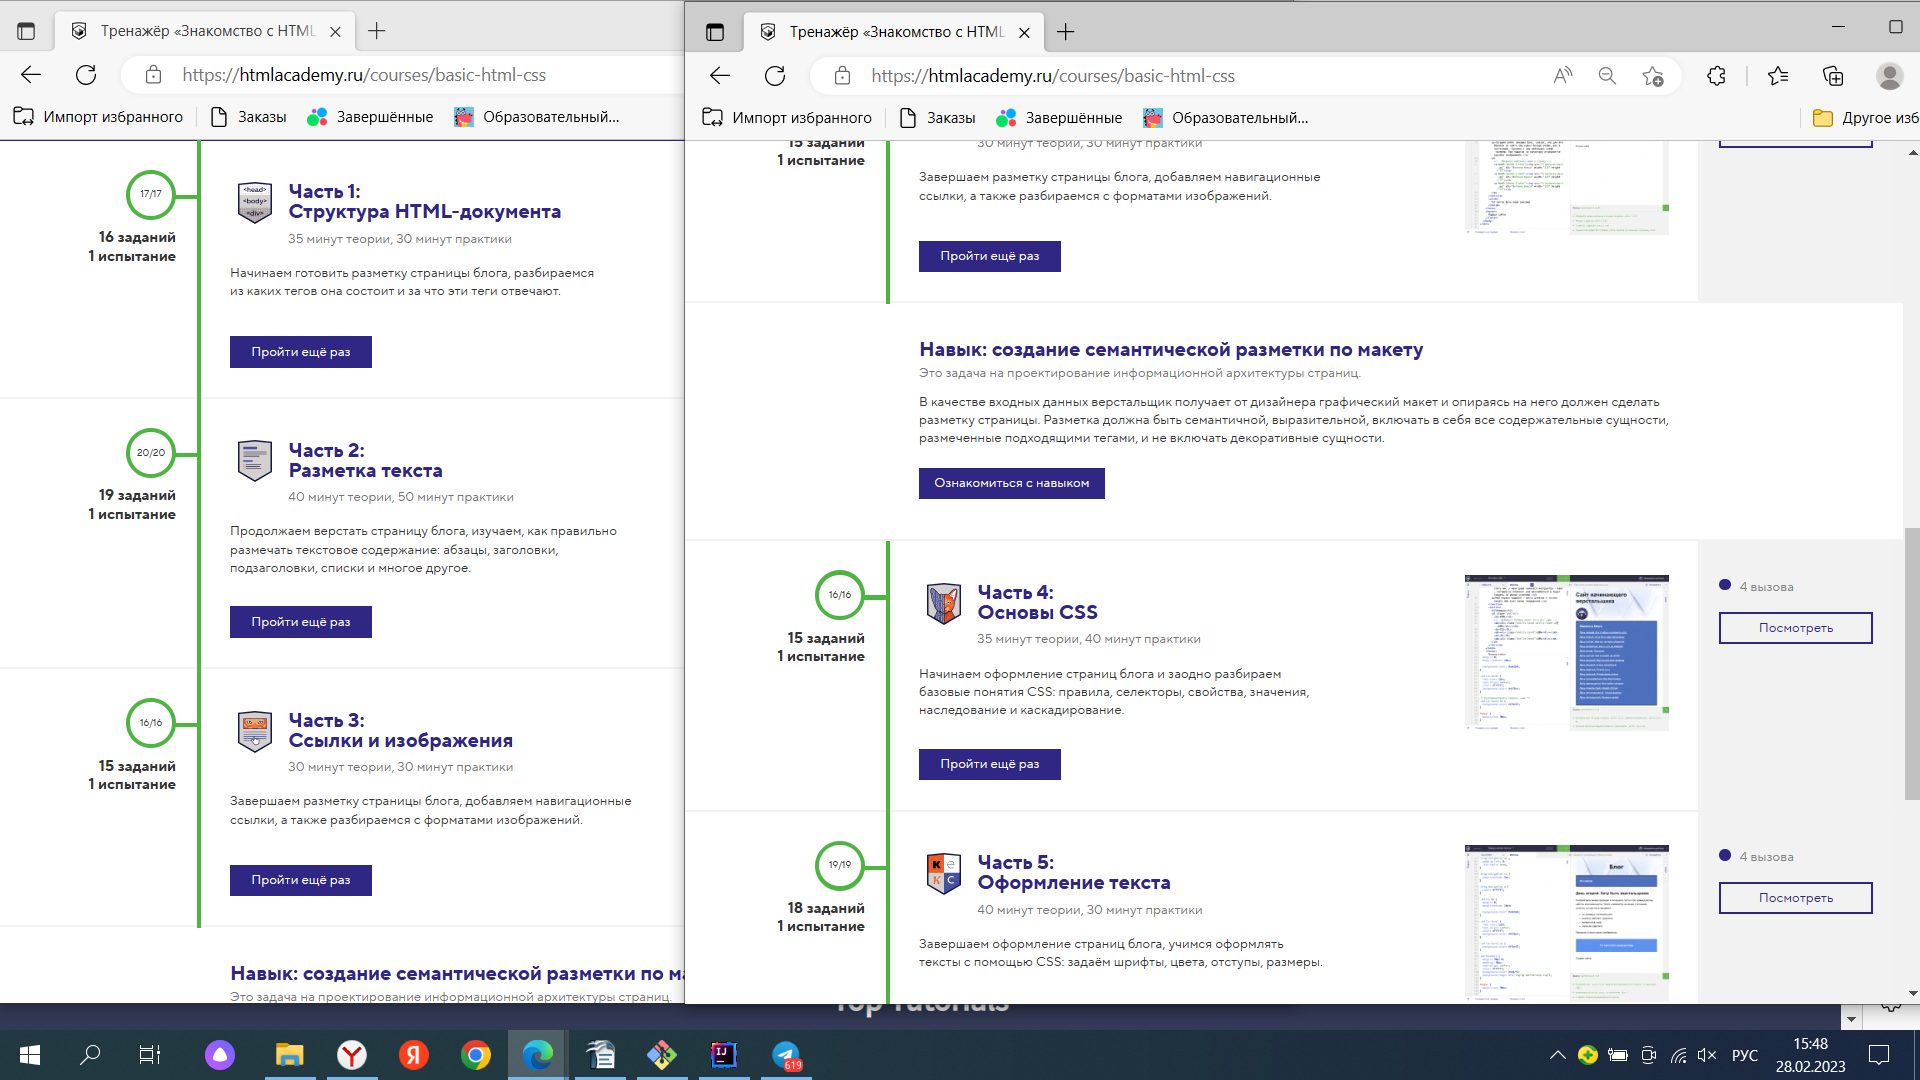 Тренажёр «Знакомство с HTML
https://htmlacademy.ru/courses/basic-html-css
Импорт избранного
Заказы
Завершённые
Образовательный...
17/17
16 заданий
1 испытание
<head>
<body>
<div>
Часть 1:
Структура HTML-документа
35 минут теории, 30 минут практики
Начинаем готовить разметку страницы блога, разбираемся
из каких тегов она состоит и за что эти теги отвечают.
Пройти ещё раз
20/20
19 заданий
1 испытание
Часть 2:
Разметка текста
40 минут теории, 50 минут практики
Продолжаем верстать страницу блога, изучаем, как правильно
размечать текстовое содержание: абзацы, заголовки,
подзаголовки, списки и многое другое.
Пройти ещё раз
16/16
15 заданий
1 испытание
Часть 3:
Ссылки и изображения
30 минут теории, 30 минут практики
Завершаем разметку страницы блога, добавляем навигационные
ссылки, а также разбираемся с форматами изображений.
Пройти ещё раз
Навык: создание семантической разметки по ма
Это задача на проектирование информационной архитектуры страниц.
Тренажёр «Знакомство с HTML
https://htmlacademy.ru/courses/basic-html-css
Импорт избранного
Заказы
Завершённые
Образовательный...
Другое изб
15 заданий
1 испытание
30 минут теории, 30 минут практики
Завершаем разметку страницы блога, добавляем навигационные
ссылки, а также разбираемся с форматами изображений.
Пройти ещё раз
Навык: создание семантической разметки по макету
Это задача на проектирование информационной архитектуры страниц.
В качестве входных данных верстальщик получает от дизайнера графический макет и опираясь на него должен сделать
разметку страницы. Разметка должна быть семантичной, выразительной, включать в себя все содержательные сущности,
размеченные подходящими тегами, и не включать декоративные сущности.
Ознакомиться с навыком
16/16
15 заданий
1 испытание
Часть 4:
Основы CSS
35 минут теории, 40 минут практики
Начинаем оформление страниц блога и заодно разбираем
базовые понятия CSS: правила, селекторы, свойства, значения,
наследование и каскадирование.
Пройти ещё раз
Сайт начинающего
верстальщика
4 вызова
Посмотреть
19/19
18 заданий
1 испытание
К е
К С
Часть 5:
Оформление текста
40 минут теории, 30 минут практики
Завершаем оформление страниц блога, учимся оформлять
тексты с помощью CSS: задаём шрифты, цвета, отступы, размеры.
Блог
4 вызова
Посмотреть
Top Tutorials
619
РУС
15:48
28.02.2023